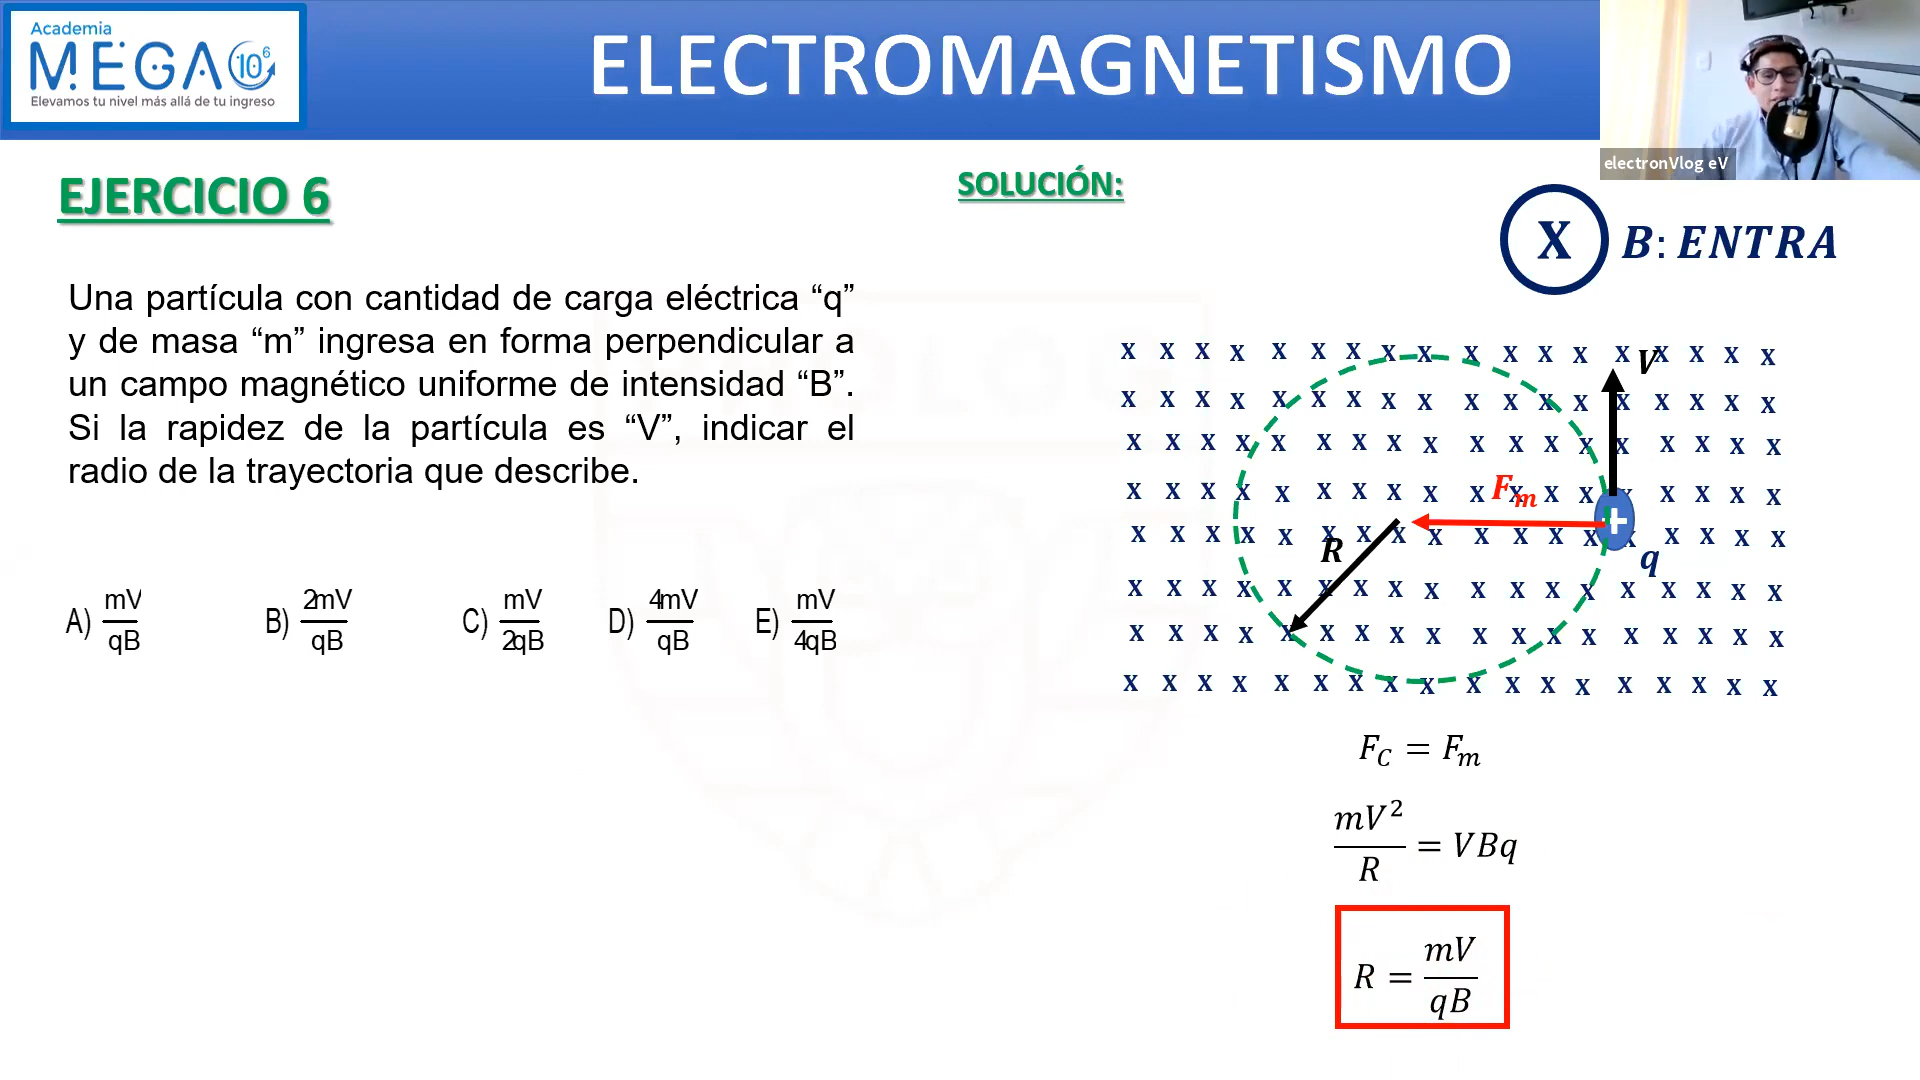 Academia
MEGA 10⁶
Elevamos tu nivel más allá de tu ingreso
ELECTROMAGNETISMO
electronVlog eV
EJERCICIO 6
Una partícula con cantidad de carga eléctrica “q”
y de masa “m” ingresa en forma perpendicular a
un campo magnético uniforme de intensidad “B”.
Si la rapidez de la partícula es “V”, indicar el
radio de la trayectoria que describe.
A) mV/qB B) 2mV/qB C) mV/2qB D) 4mV/qB E) mV/4qB
SOLUCIÓN:
X B: ENTRA
x x x x x x x x x x x x x x x x x x
V
x x x x x x x x x x x x x x x x x x
x x x x x x x x x x x x x x x x x x
x x x x x x x x x x x x x x x x x x
Fm
x x x x x x x x x x x x x x x x x x
+
R
q
x x x x x x x x x x x x x x x x x x
x x x x x x x x x x x x x x x x x x
x x x x x x x x x x x x x x x x x x
F_C = F_m
mV²/R = VBq
R = mV/qB